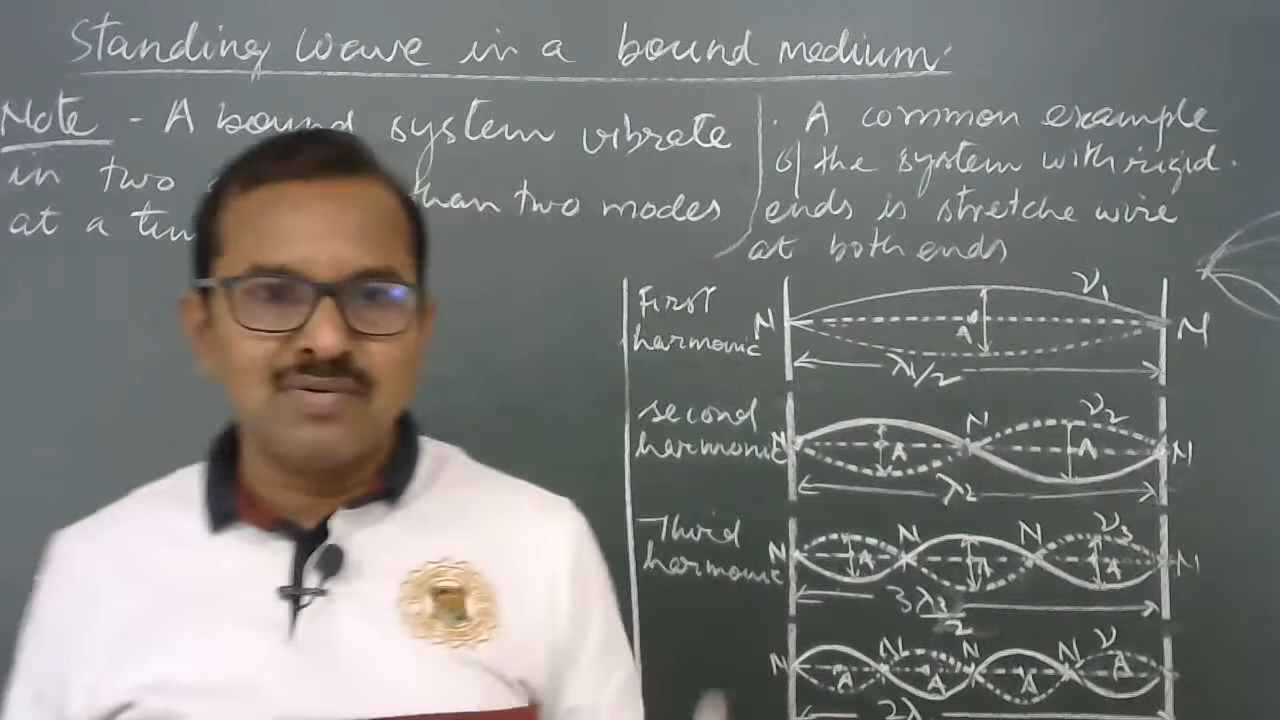 Standing wave in a bound medium.
Note - A bound system vibrate
in two than two modes
at a
. A common example
of the system with rigid.
ends is stretche wire
at both ends
First
harmonic
N A N
ν1
λ1/2
second
harmonic
N A N A N
ν2
λ2
Third
harmonic
N A N A N A N
ν3
3λ3/2
N A N A N A N A
ν
2λ